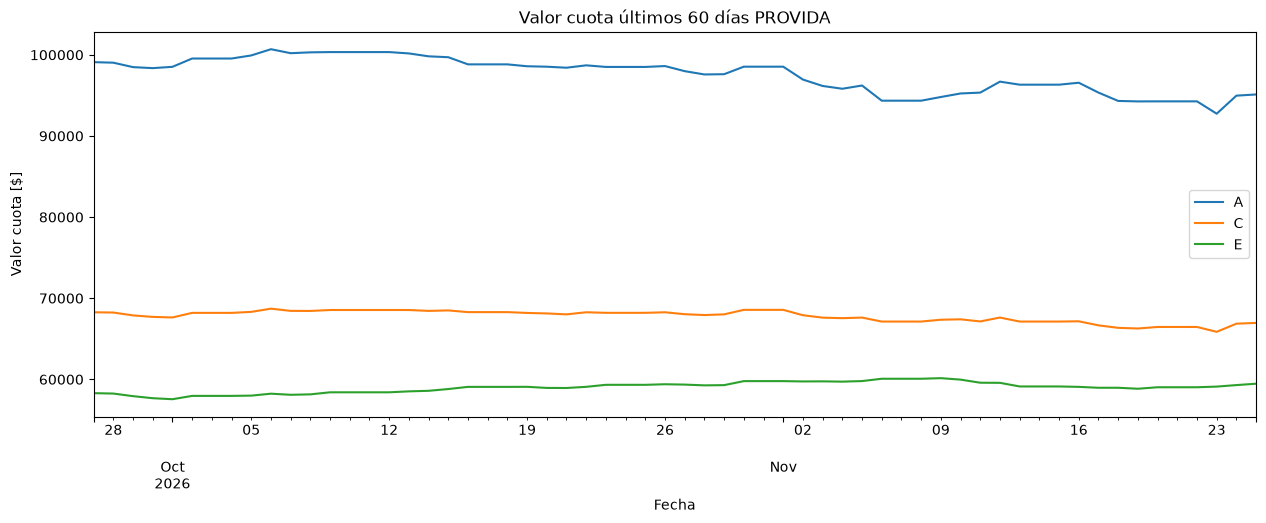 Valor cuota últimos 60 días PROVIDA
Valor cuota [$]
100000
90000
80000
70000
60000
A
C
E
28 05 12 19 26 02 09 16 23
Oct Nov
2026
Fecha